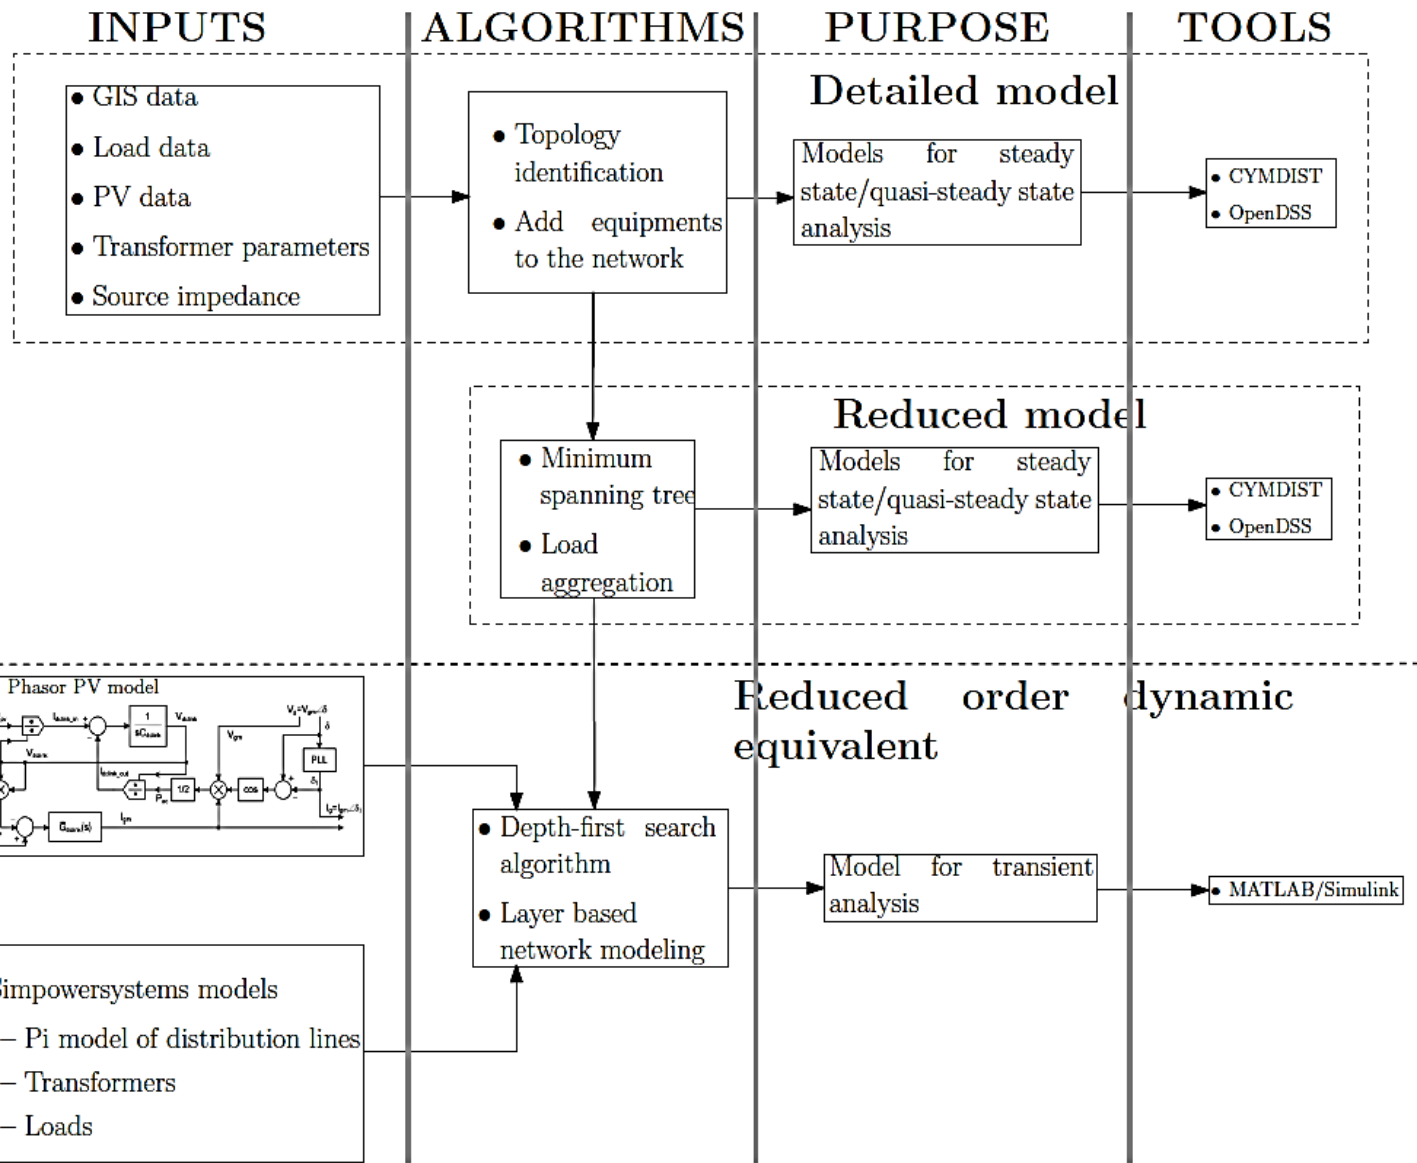 INPUTS
ALGORITHMS
PURPOSE
TOOLS
Detailed model
• GIS data
• Load data
• PV data
• Transformer parameters
• Source impedance
• Topology
identification
• Add equipments
to the network
Models for steady
state/quasi-steady state
analysis
• CYMDIST
• OpenDSS
Reduced model
• Minimum
spanning tree
• Load
aggregation
Models for steady
state/quasi-steady state
analysis
• CYMDIST
• OpenDSS
Reduced order dynamic
equivalent
Phasor PV model
1
PLL
1/2
cos
• Depth-first search
algorithm
• Layer based
network modeling
Model for transient
analysis
• MATLAB/Simulink
Simpowersystems models
– Pi model of distribution lines
– Transformers
– Loads